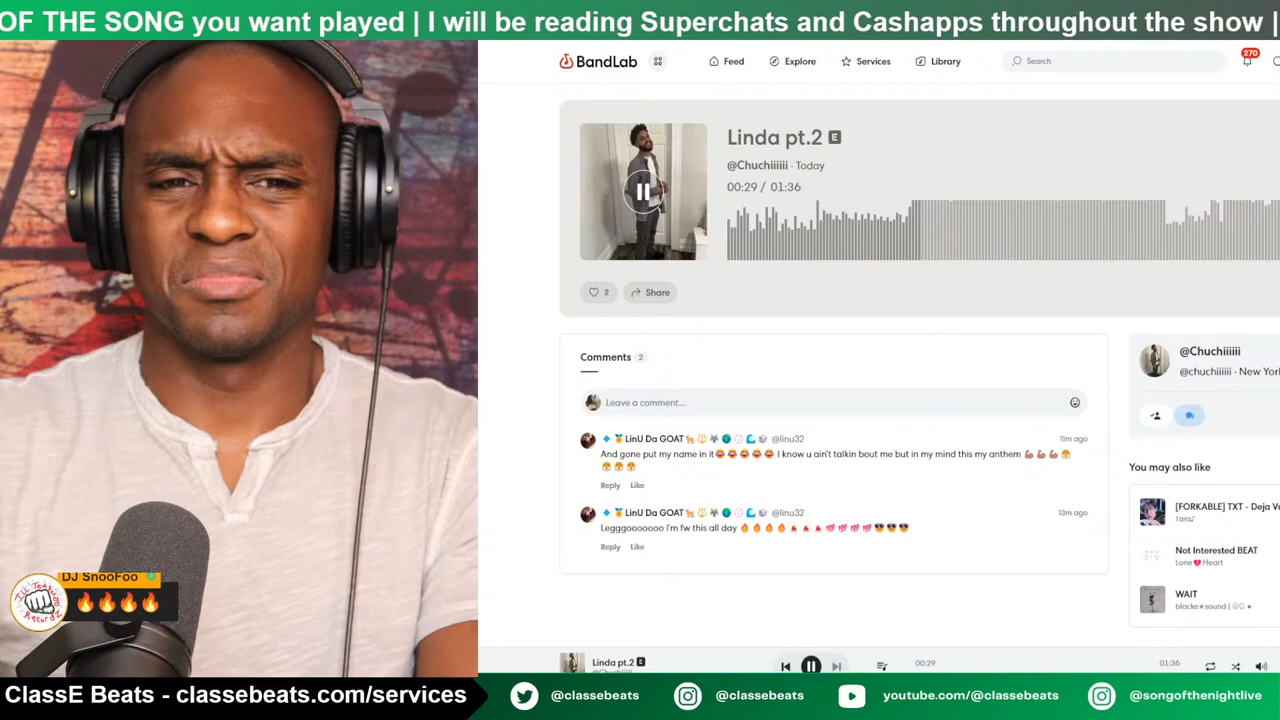 OF THE SONG you want played | I will be reading Superchats and Cashapps throughout the show |
BandLab
Feed
Explore
Services
Library
Search
270
Linda pt.2 E
@Chuchiiiiii · Today
00:29 / 01:36
2
Share
Comments 2
Leave a comment...
LinU Da GOAT @linu32
11m ago
And gone put my name in it😂😂😂😂😂 I know u ain't talkin bout me but in my mind this my anthem 💪🏾💪🏾💪🏾😤
😤😤😤
Reply Like
LinU Da GOAT @linu32
13m ago
Legggooooooo I'm fw this all day
Reply Like
@Chuchiiiiii
@chuchiiiiii · New York
You may also like
[FORKABLE] TXT - Deja V
Tara♪
Not Interested BEAT
Lone💔Heart
WAIT
DJ SnooFoo
🔥🔥🔥🔥
Linda pt.2 E
00:29
01:36
ClassE Beats - classebeats.com/services
@classebeats
@classebeats
youtube.com/@classebeats
@songofthenightlive